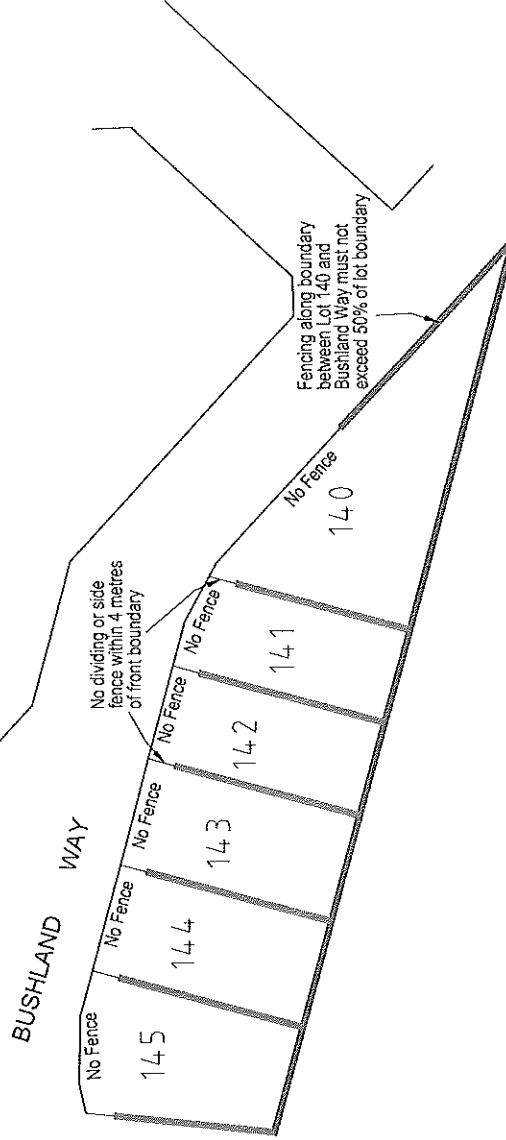 BUSHLAND WAY
No dividing or side
fence within 4 metres
of front boundary
Fencing along boundary
between Lot 140 and
Bushland Way must not
exceed 50% of lot boundary
No Fence
No Fence
No Fence
No Fence
No Fence
No Fence
145
144
143
142
141
140